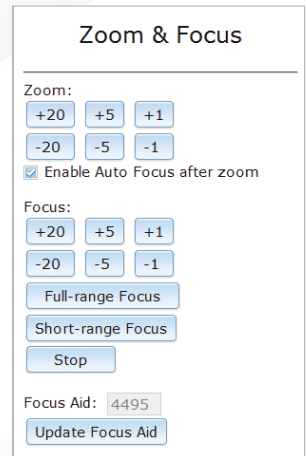 Zoom & Focus
Zoom:
+20 +5 +1
-20 -5 -1
Enable Auto Focus after zoom
Focus:
+20 +5 +1
-20 -5 -1
Full-range Focus
Short-range Focus
Stop
Focus Aid: 4495
Update Focus Aid